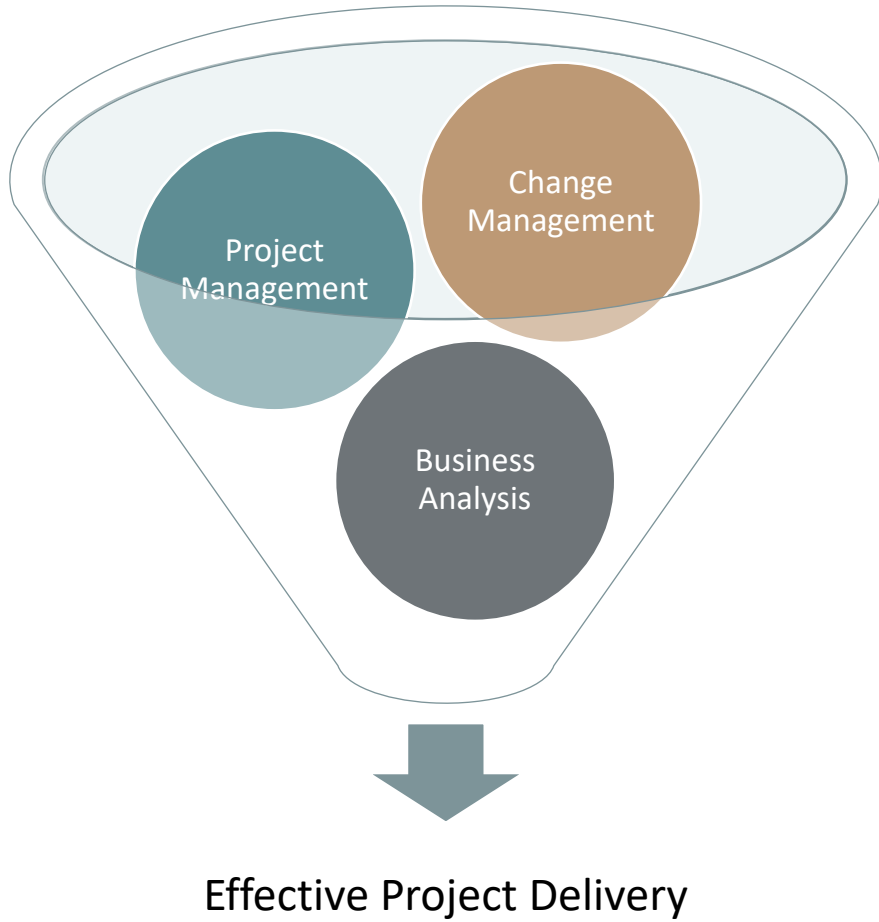 Change
Management
Project
Management
Business
Analysis
Effective Project Delivery